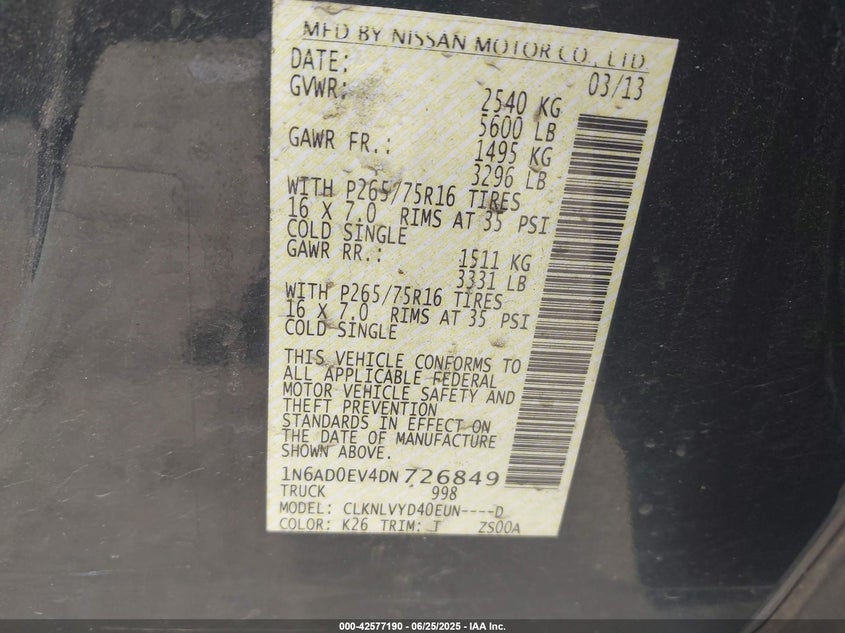 MFD BY NISSAN MOTOR CO., LTD
DATE: 03/13
GVWR: 2540 KG
5600 LB
GAWR FR.: 1495 KG
3296 LB
WITH P265/75R16 TIRES
16 X 7.0 RIMS AT 35 PSI
COLD SINGLE
GAWR RR.: 1511 KG
3331 LB
WITH P265/75R16 TIRES
16 X 7.0 RIMS AT 35 PSI
COLD SINGLE
THIS VEHICLE CONFORMS TO
ALL APPLICABLE FEDERAL
MOTOR VEHICLE SAFETY AND
THEFT PREVENTION
STANDARDS IN EFFECT ON
THE DATE OF MANUFACTURE
SHOWN ABOVE.
1N6AD0EV4DN726849
TRUCK 998
MODEL: CLKNLVYD40EUN----D
COLOR: K26 TRIM: T ZS00A
000-42577190 - 06/25/2025 - IAA Inc.